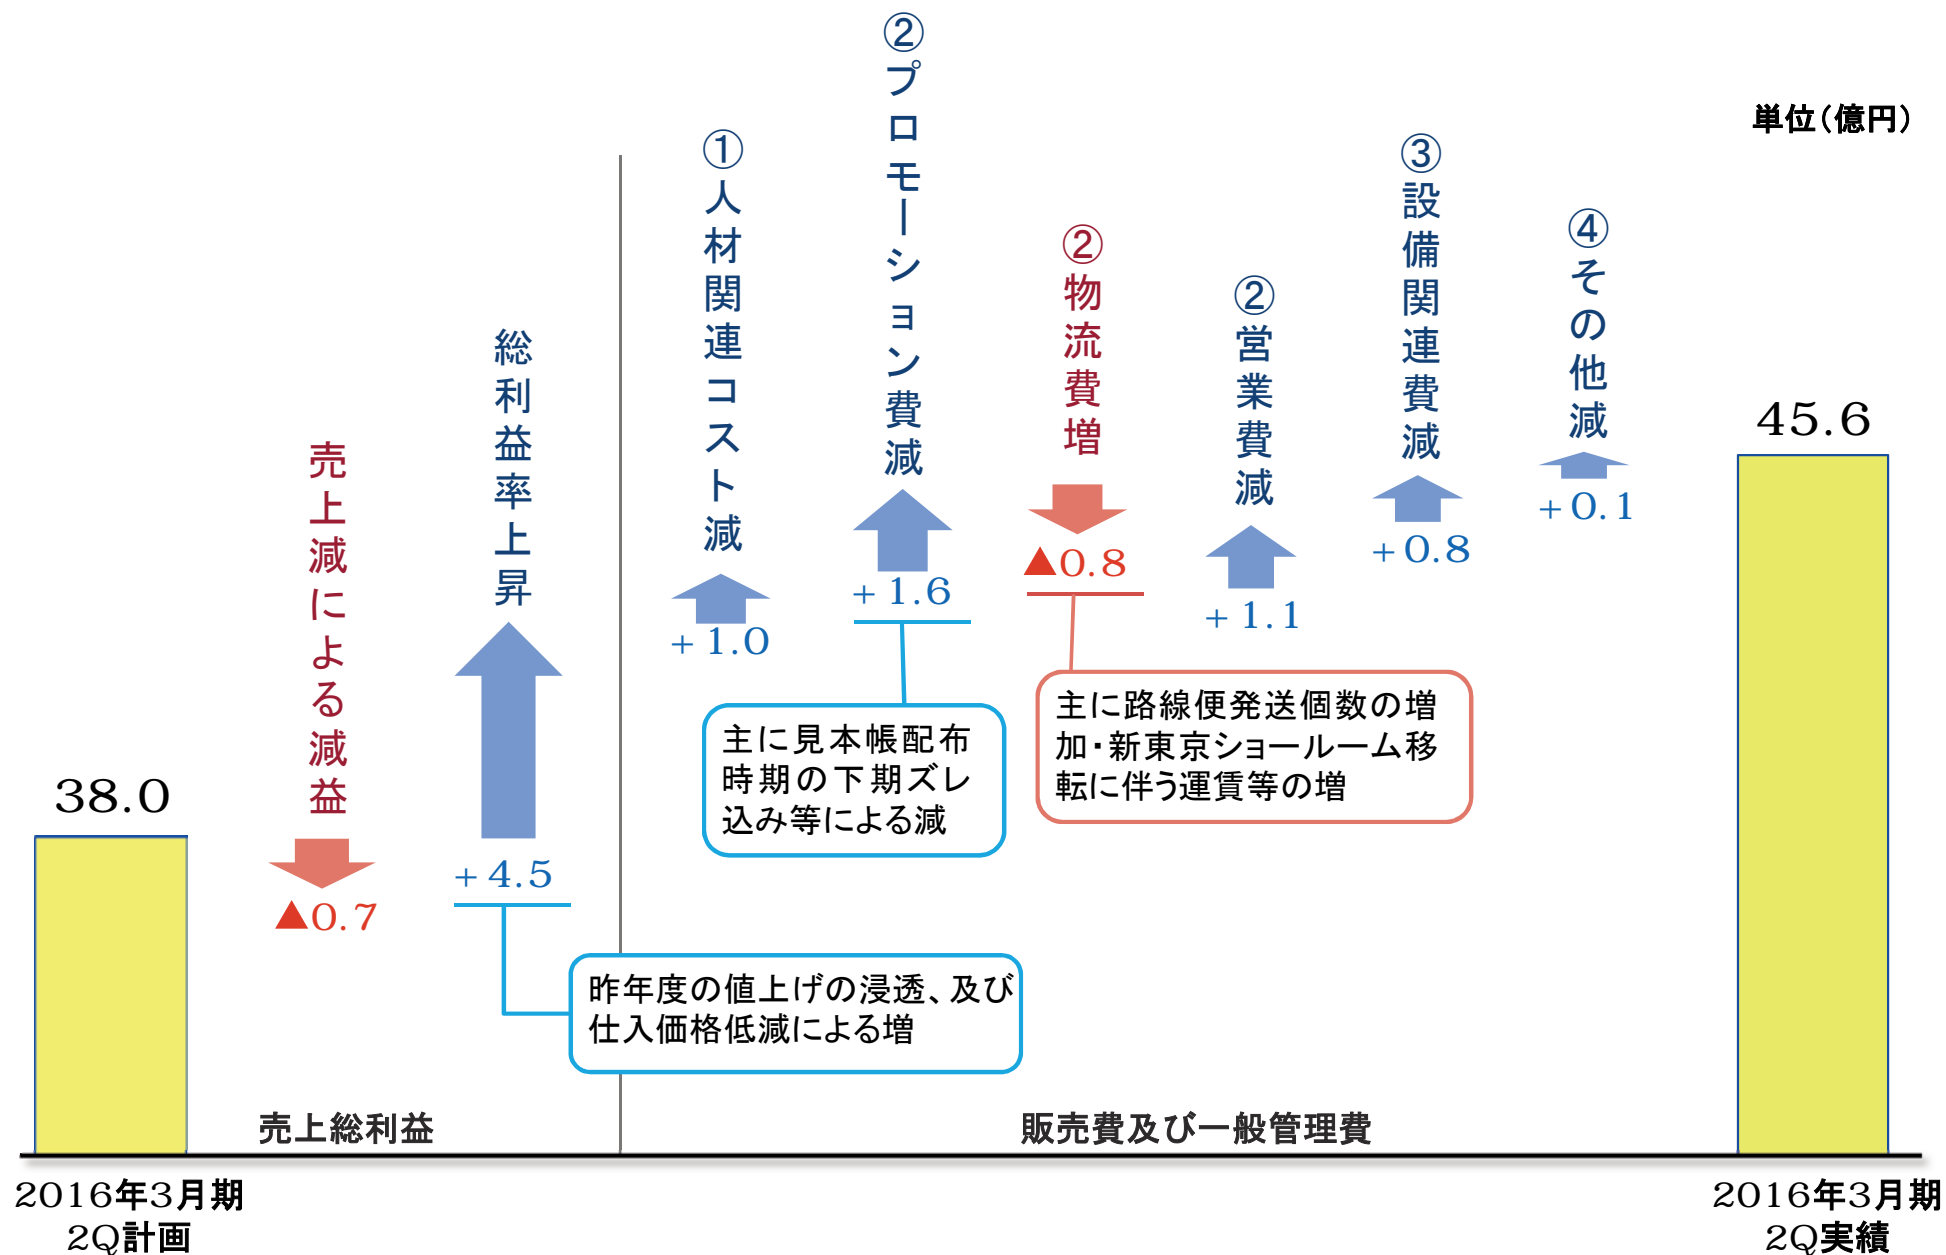 単位（億円）
38.0
売上減による減益
▲0.7
総利益率上昇
+4.5
昨年度の値上げの浸透、及び
仕入価格低減による増
①人材関連コスト減
+1.0
②プロモーション費減
+1.6
主に見本帳配布
時期の下期ズレ
込み等による減
②物流費増
▲0.8
主に路線便発送個数の増
加・新東京ショールーム移
転に伴う運賃等の増
②営業費減
+1.1
③設備関連費減
+0.8
④その他減
+0.1
45.6
売上総利益
販売費及び一般管理費
2016年3月期
2Q計画
2016年3月期
2Q実績